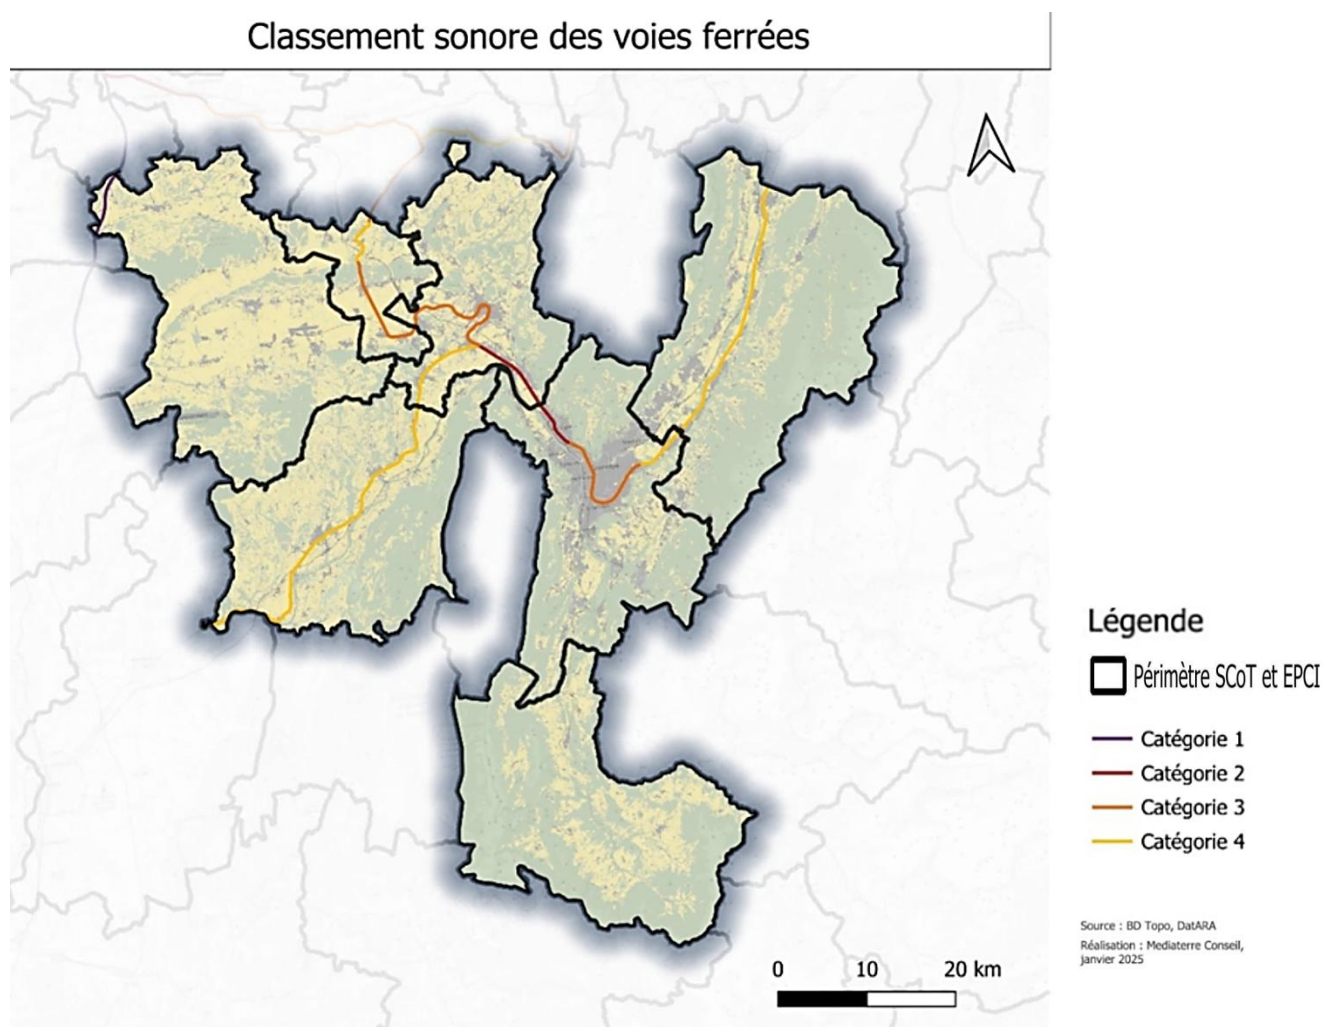 Classement sonore des voies ferrées
Légende
Périmètre SCoT et EPCI
Catégorie 1
Catégorie 2
Catégorie 3
Catégorie 4
Source : BD Topo, DatARA
Réalisation : Mediaterre Conseil,
janvier 2025
0 10 20 km